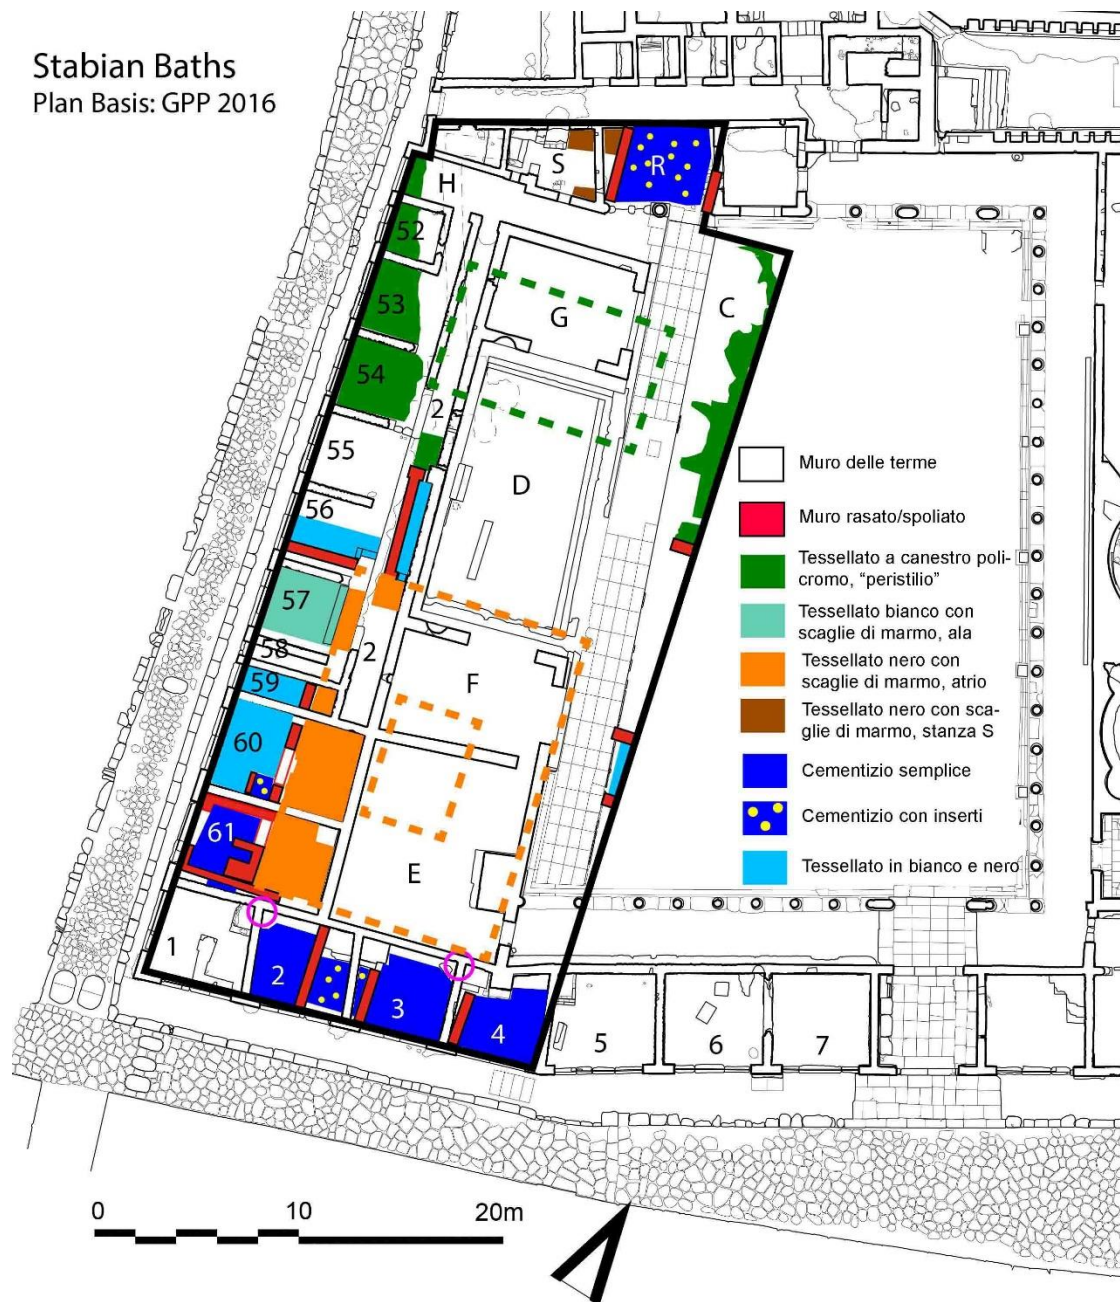 Stabian Baths
Plan Basis: GPP 2016
H
S
R
52
53
G
C
54
2
55
D
56
57
58
2
59
F
60
61
E
1
2
3
4
5
6
7
Muro delle terme
Muro rasato/spoliato
Tessellato a canestro poli-
cromo, “peristilio”
Tessellato bianco con
scaglie di marmo, ala
Tessellato nero con
scaglie di marmo, atrio
Tessellato nero con sca-
glie di marmo, stanza S
Cementizio semplice
Cementizio con inserti
Tessellato in bianco e nero
0
10
20m